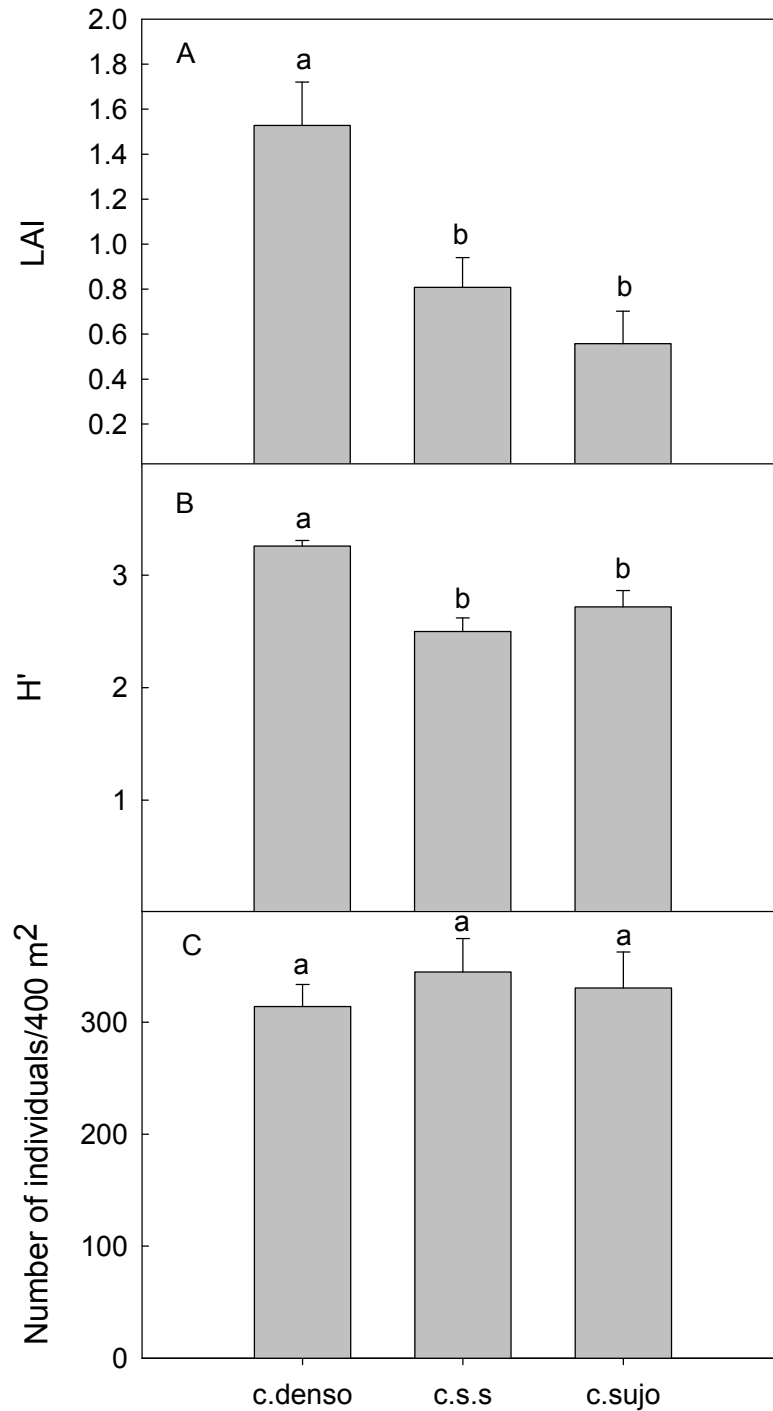 A
2.0
1.8
1.6
1.4
1.2
1.0
0.8
0.6
0.4
0.2
LAI
a
b
b
B
3
2
1
H'
a
b
b
C
300
200
100
0
Number of individuals/400 m²
a
a
a
c.denso
c.s.s
c.sujo